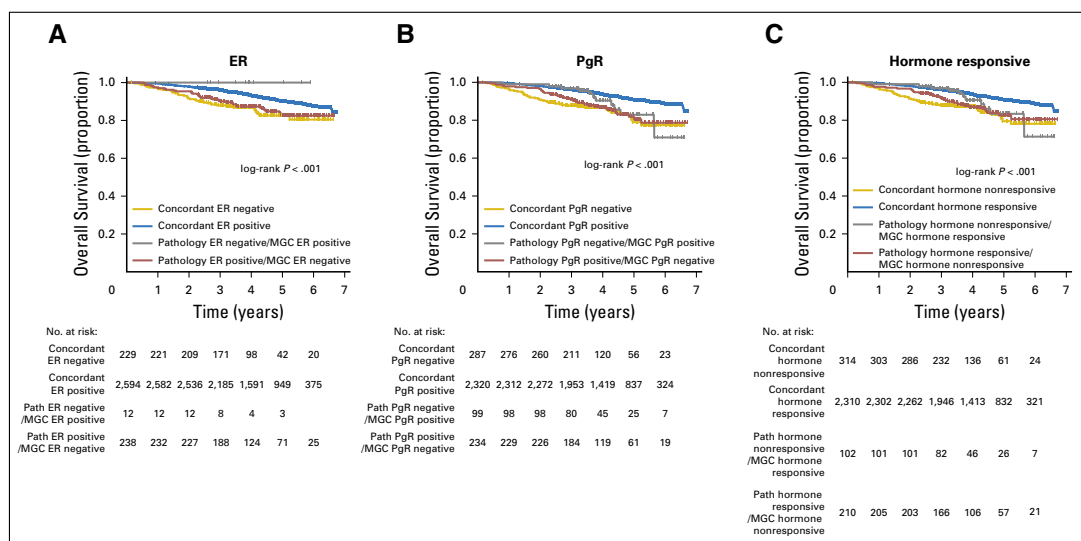 A
ER
Overall Survival (proportion)
1.0
0.8
0.6
0.4
0.2
log-rank P < .001
Concordant ER negative
Concordant ER positive
Pathology ER negative/MGC ER positive
Pathology ER positive/MGC ER negative
0 1 2 3 4 5 6 7
Time (years)
No. at risk:
Concordant
ER negative
229 221 209 171 98 42 20
Concordant
ER positive
2,594 2,582 2,536 2,185 1,591 949 375
Path ER negative
/MGC ER positive
12 12 12 8 4 3
Path ER positive
/MGC ER negative
238 232 227 188 124 71 25
B
PgR
Overall Survival (proportion)
1.0
0.8
0.6
0.4
0.2
log-rank P < .001
Concordant PgR negative
Concordant PgR positive
Pathology PgR negative/MGC PgR positive
Pathology PgR positive/MGC PgR negative
0 1 2 3 4 5 6 7
Time (years)
No. at risk:
Concordant
PgR negative
287 276 260 211 120 56 23
Concordant
PgR positive
2,320 2,312 2,272 1,953 1,419 837 324
Path PgR negative
/MGC PgR positive
99 98 98 80 45 25 7
Path PgR positive
/MGC PgR negative
234 229 226 184 119 61 19
C
Hormone responsive
Overall Survival (proportion)
1.0
0.8
0.6
0.4
0.2
log-rank P < .001
Concordant hormone nonresponsive
Concordant hormone responsive
Pathology hormone nonresponsive/
MGC hormone responsive
Pathology hormone responsive/
MGC hormone nonresponsive
0 1 2 3 4 5 6 7
Time (years)
No. at risk:
Concordant
hormone
nonresponsive
314 303 286 232 136 61 24
Concordant
hormone
responsive
2,310 2,302 2,262 1,946 1,413 832 321
Path hormone
nonresponsive
/MGC hormone
responsive
102 101 101 82 46 26 7
Path hormone
responsive
/MGC hormone
nonresponsive
210 205 203 166 106 57 21